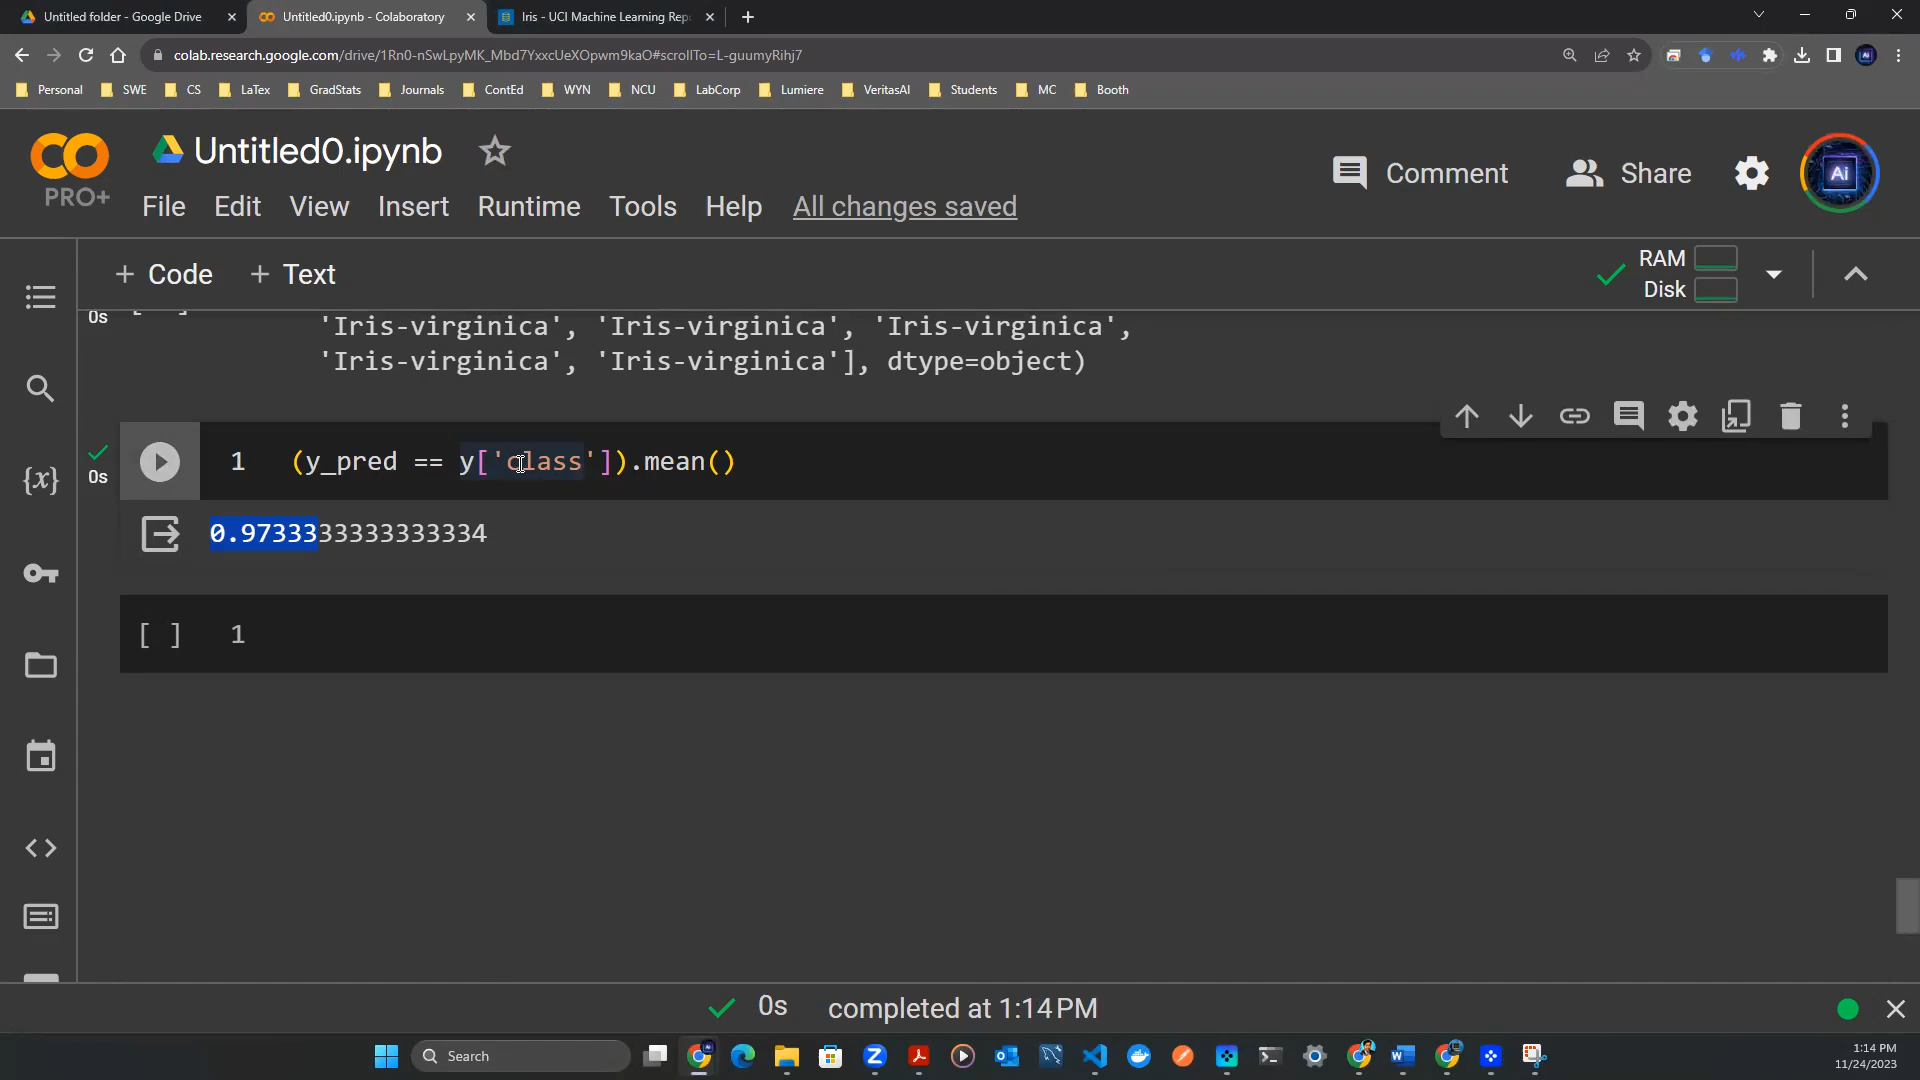 Untitled folder - Google Drive
Untitled0.ipynb - Colaboratory
Iris - UCI Machine Learning Rep
colab.research.google.com/drive/1Rn0-nSwLpyMK_Mbd7YxxcUeXOpwm9kaO#scrollTo=L-guumyRihj7
Personal SWE CS LaTex GradStats Journals ContEd WYN NCU LabCorp Lumiere VeritasAI Students MC Booth
Untitled0.ipynb
PRO+
File Edit View Insert Runtime Tools Help All changes saved
Comment Share Ai
+ Code + Text
RAM
Disk
0s
'Iris-virginica', 'Iris-virginica', 'Iris-virginica',
'Iris-virginica', 'Iris-virginica'], dtype=object)
1 (y_pred == y['class']).mean()
0s
0.9733333333333334
[ ] 1
{x}
0s completed at 1:14 PM
Search
1:14 PM
11/24/2023